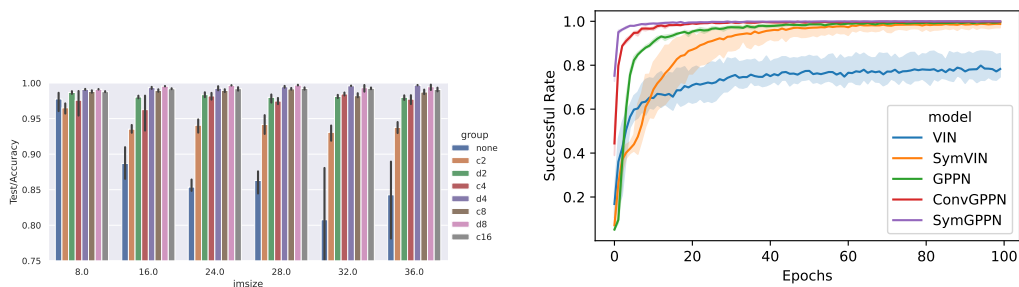 1.00
0.95
0.90
0.85
0.80
0.75
Test/Accuracy
8.0 16.0 24.0 28.0 32.0 36.0
imsize
group
none
c2
d2
c4
d4
c8
d8
c16
1.0
0.8
0.6
0.4
0.2
Successful Rate
0 20 40 60 80 100
Epochs
model
VIN
SymVIN
GPPN
ConvGPPN
SymGPPN